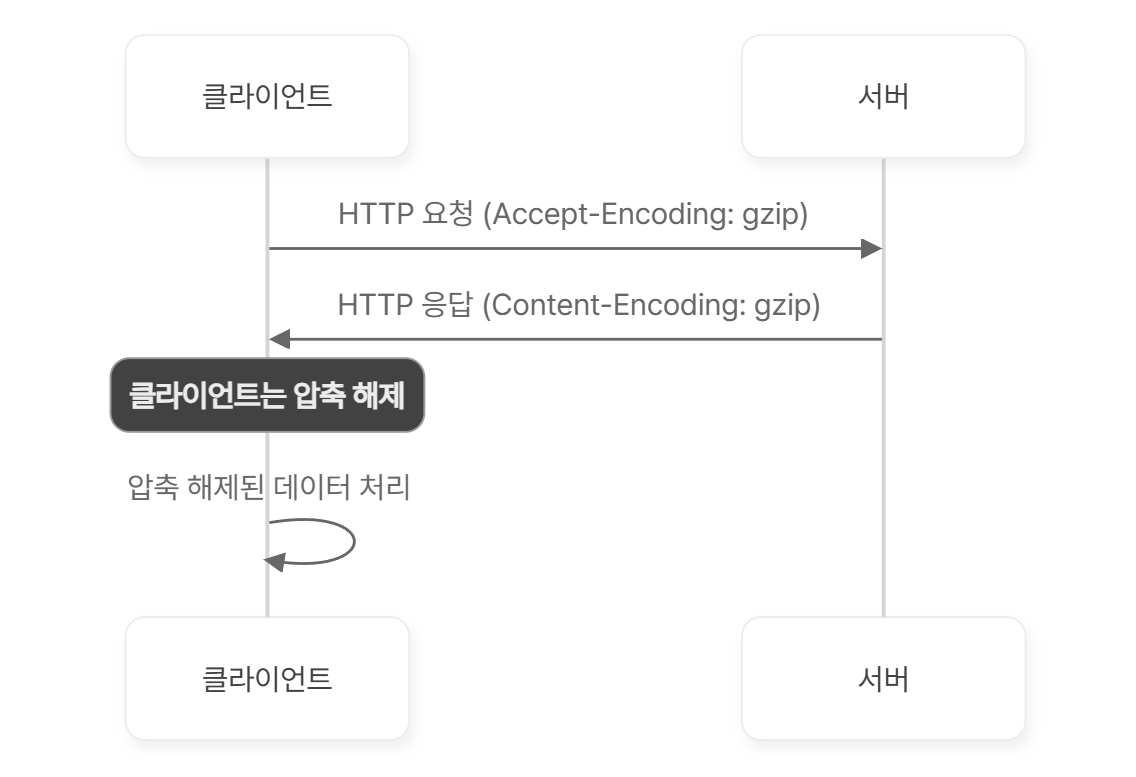 클라이언트
서버
HTTP 요청 (Accept-Encoding: gzip)
HTTP 응답 (Content-Encoding: gzip)
클라이언트는 압축 해제
압축 해제된 데이터 처리
클라이언트
서버